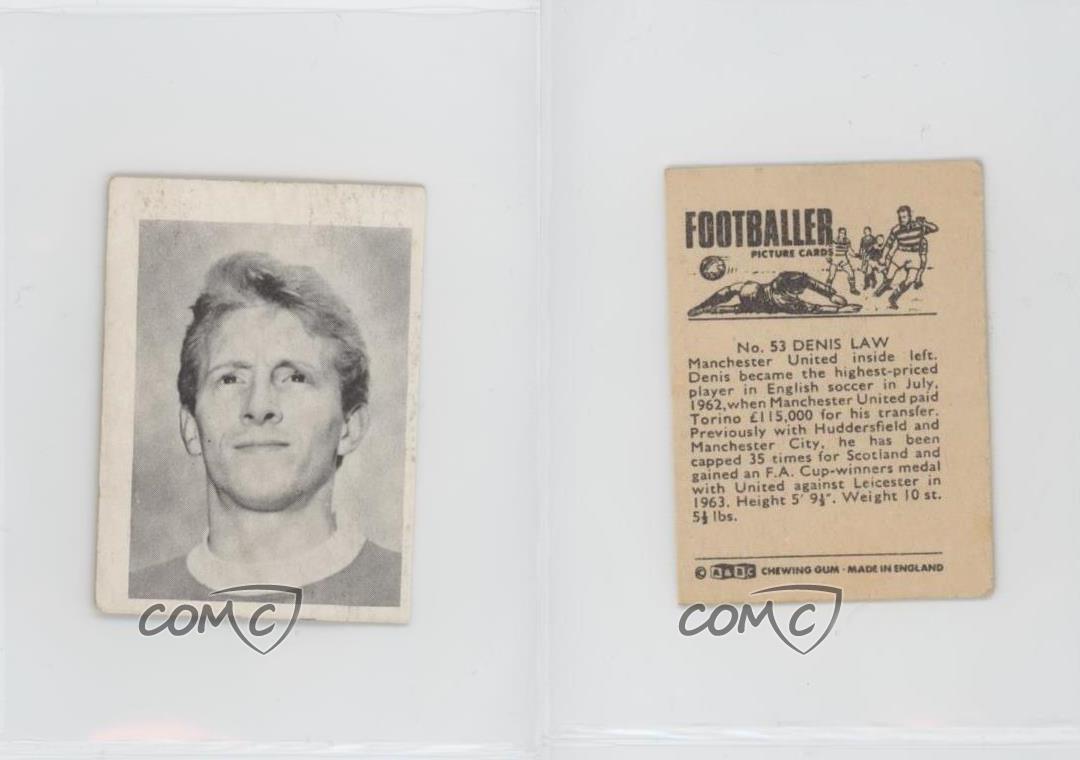 COMC
FOOTBALLER
PICTURE CARDS
No. 53 DENIS LAW
Manchester United inside left.
Denis became the highest-priced
player in English soccer in July,
1962, when Manchester United paid
Torino £115,000 for his transfer.
Previously with Huddersfield and
Manchester City, he has been
capped 35 times for Scotland and
gained an F.A. Cup-winners medal
with United against Leicester in
1963. Height 5' 9½". Weight 10 st.
5½ lbs.
© A&BC CHEWING GUM · MADE IN ENGLAND
COMC